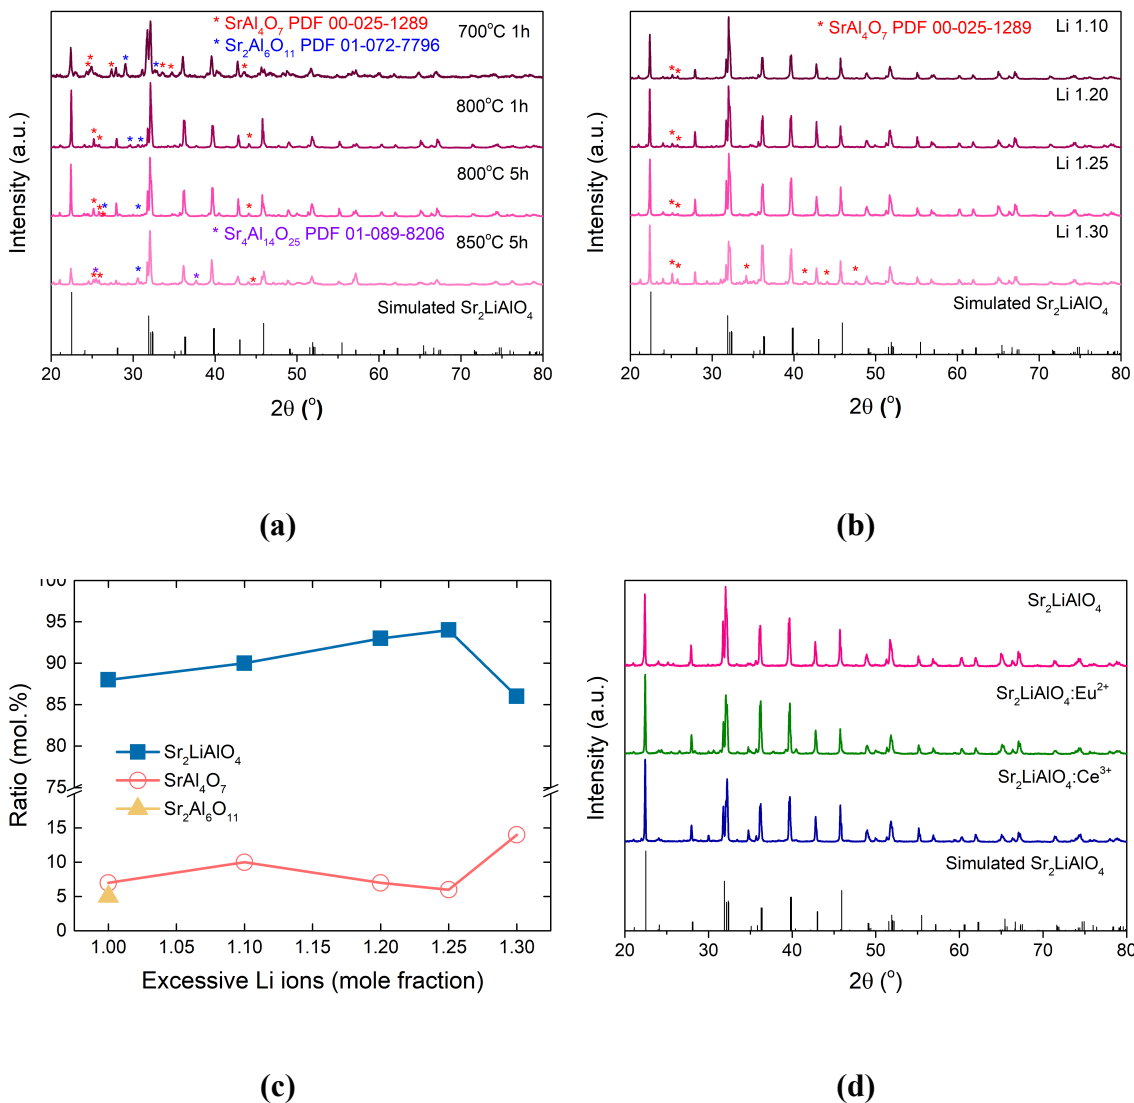 * SrAl₄O₇ PDF 00-025-1289
700°C 1h
* Sr₂Al₆O₁₁ PDF 01-072-7796
800°C 1h
800°C 5h
* Sr₄Al₁₄O₂₅ PDF 01-089-8206
850°C 5h
Simulated Sr₂LiAlO₄
Intensity (a.u.)
20 30 40 50 60 70 80
2θ (°)
(a)
* SrAl₄O₇ PDF 00-025-1289
Li 1.10
Li 1.20
Li 1.25
Li 1.30
Simulated Sr₂LiAlO₄
Intensity (a.u.)
20 30 40 50 60 70 80
2θ (°)
(b)
100
95
90
85
80
75
15
10
5
0
Ratio (mol.%)
Sr₂LiAlO₄
SrAl₄O₇
Sr₂Al₆O₁₁
1.00 1.05 1.10 1.15 1.20 1.25 1.30
Excessive Li ions (mole fraction)
(c)
Sr₂LiAlO₄
Sr₂LiAlO₄:Eu²⁺
Sr₂LiAlO₄:Ce³⁺
Simulated Sr₂LiAlO₄
Intensity (a.u.)
20 30 40 50 60 70 80
2θ (°)
(d)